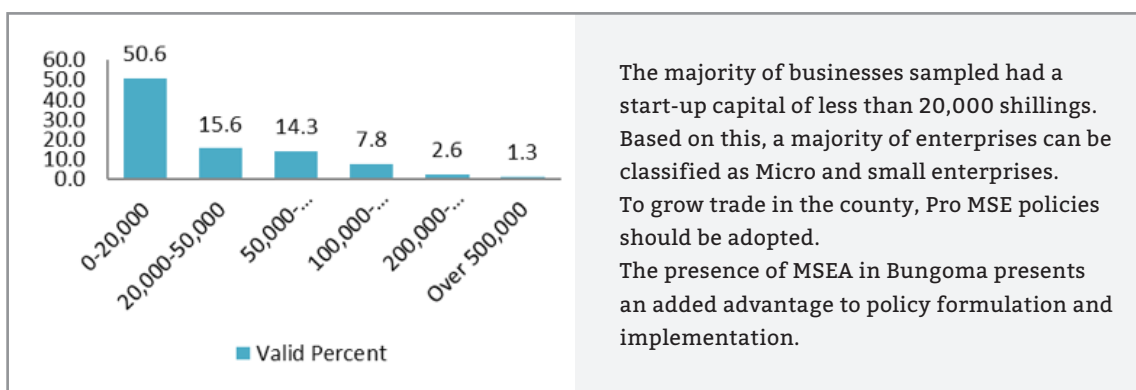 60.0
50.0
40.0
30.0
20.0
10.0
0.0
50.6
15.6
14.3
7.8
2.6
1.3
0-20,000
20,000-50,000
50,000-...
100,000-...
200,000-...
Over 500,000
Valid Percent
The majority of businesses sampled had a
start-up capital of less than 20,000 shillings.
Based on this, a majority of enterprises can be
classified as Micro and small enterprises.
To grow trade in the county, Pro MSE policies
should be adopted.
The presence of MSEA in Bungoma presents
an added advantage to policy formulation and
implementation.